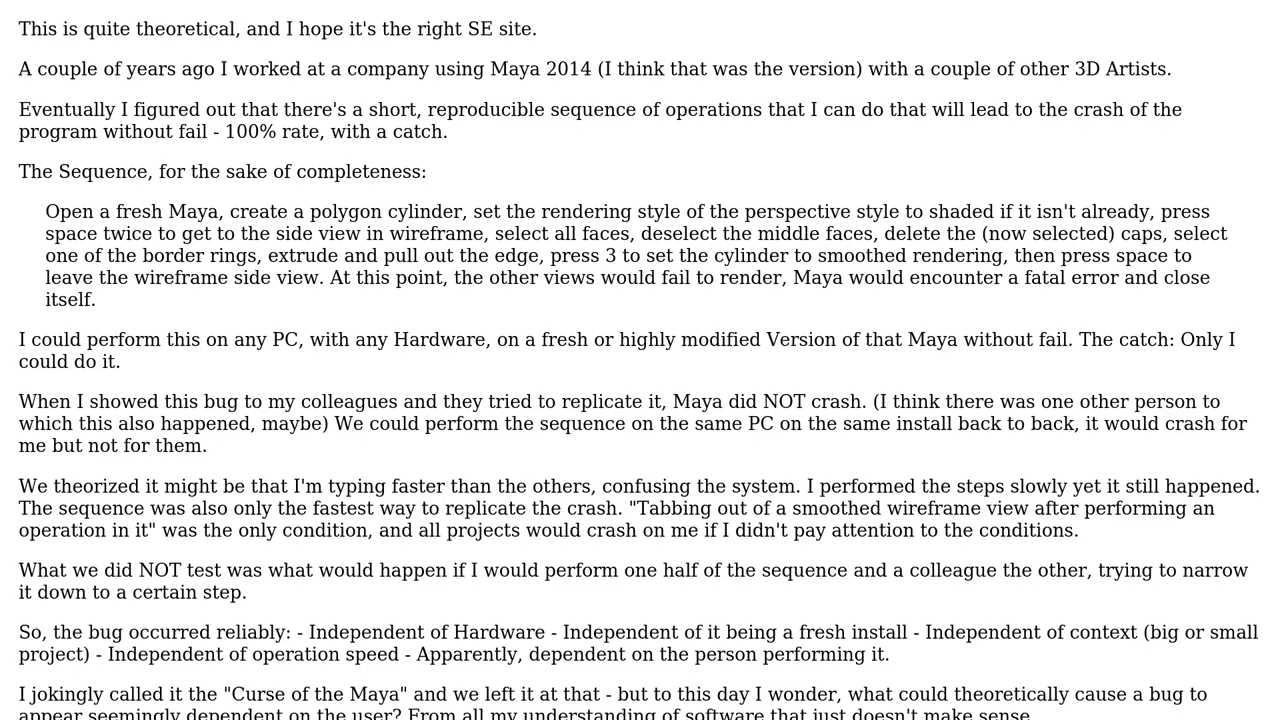 This is quite theoretical, and I hope it's the right SE site.
A couple of years ago I worked at a company using Maya 2014 (I think that was the version) with a couple of other 3D Artists.
Eventually I figured out that there's a short, reproducible sequence of operations that I can do that will lead to the crash of the
program without fail - 100% rate, with a catch.
The Sequence, for the sake of completeness:
Open a fresh Maya, create a polygon cylinder, set the rendering style of the perspective style to shaded if it isn't already, press
space twice to get to the side view in wireframe, select all faces, deselect the middle faces, delete the (now selected) caps, select
one of the border rings, extrude and pull out the edge, press 3 to set the cylinder to smoothed rendering, then press space to
leave the wireframe side view. At this point, the other views would fail to render, Maya would encounter a fatal error and close
itself.
I could perform this on any PC, with any Hardware, on a fresh or highly modified Version of that Maya without fail. The catch: Only I
could do it.
When I showed this bug to my colleagues and they tried to replicate it, Maya did NOT crash. (I think there was one other person to
which this also happened, maybe) We could perform the sequence on the same PC on the same install back to back, it would crash for
me but not for them.
We theorized it might be that I'm typing faster than the others, confusing the system. I performed the steps slowly yet it still happened.
The sequence was also only the fastest way to replicate the crash. "Tabbing out of a smoothed wireframe view after performing an
operation in it" was the only condition, and all projects would crash on me if I didn't pay attention to the conditions.
What we did NOT test was what would happen if I would perform one half of the sequence and a colleague the other, trying to narrow
it down to a certain step.
So, the bug occurred reliably: - Independent of Hardware - Independent of it being a fresh install - Independent of context (big or small
project) - Independent of operation speed - Apparently, dependent on the person performing it.
I jokingly called it the "Curse of the Maya" and we left it at that - but to this day I wonder, what could theoretically cause a bug to
appear seemingly dependent on the user? From all my understanding of software that just doesn't make sense.